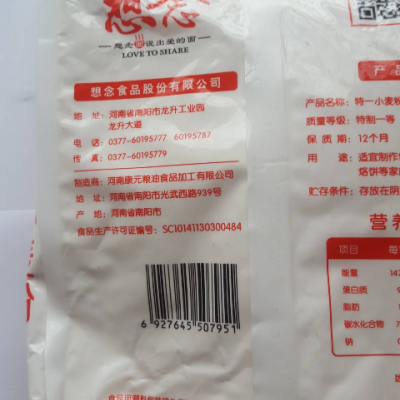 想念
想念 说出爱的面
LOVE TO SHARE
想念食品股份有限公司
地 址：河南省南阳市龙升工业园
龙升大道
电 话：0377-60195777 60195787
传 真：0377-60195779
制造商：河南康元粮油食品加工有限公司
地 址：河南省南阳市光武西路939号
产 地：河南省南阳市
食品生产许可证编号：SC10141130300484
6 927645 507951
产品
产品名称：特一小麦粉
质量等级：特制一等
保 质 期：12个月
适宜制作
烙饼等家
贮存条件：存放在阴
营养
项目
能量
蛋白质
脂肪
碳水化合物
钠